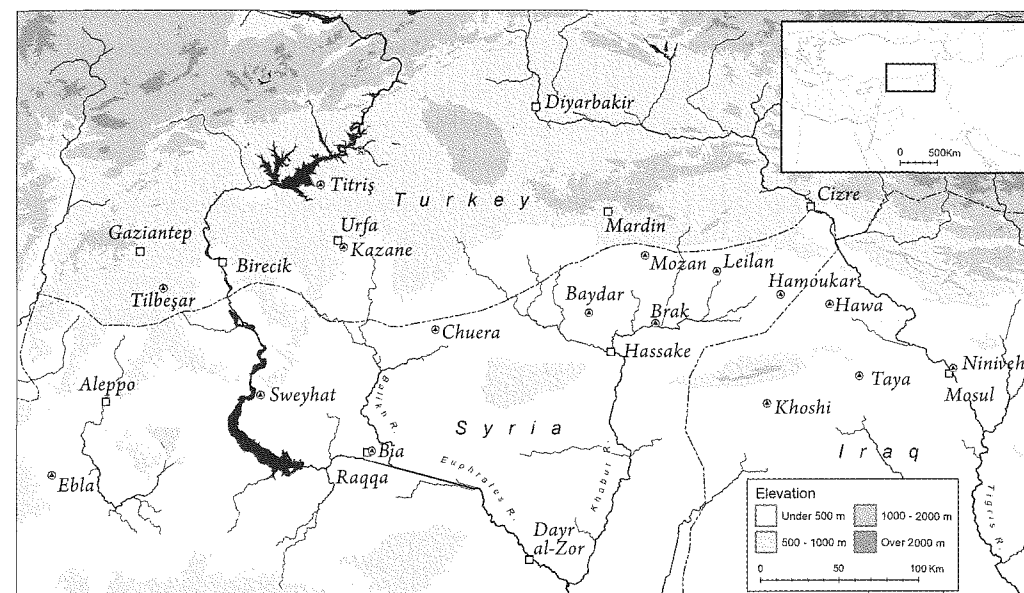 Diyarbakir
0 500Km
Titriş
Turkey
Cizre
Mardin
Gaziantep
Urfa
Kazane
Birecik
Mozan
Leilan
Hamoukar
Tilbeşar
Baydar
Brak
Hawa
Chuera
Hassake
Niniveh
Mosul
Aleppo
Sweyhat
Balikh R.
Taya
Khoshi
Syria
Iraq
Bia
Raqqa
Euphrates R.
Khabur R.
Ebla
Tigris R.
Dayr
al-Zor
Elevation
Under 500 m 1000 - 2000 m
500 - 1000 m Over 2000 m
0 50 100 Km